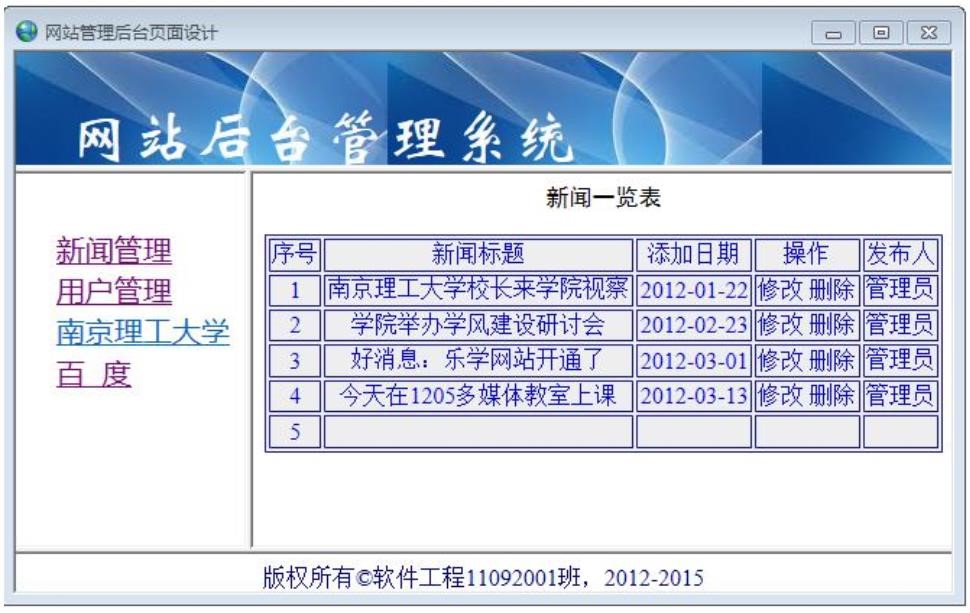 网站管理后台页面设计
网站后台管理系统
新闻管理
用户管理
南京理工大学
百 度
新闻一览表
序号 新闻标题 添加日期 操作 发布人
1 南京理工大学校长来学院视察 2012-01-22 修改 删除 管理员
2 学院举办学风建设研讨会 2012-02-23 修改 删除 管理员
3 好消息：乐学网站开通了 2012-03-01 修改 删除 管理员
4 今天在1205多媒体教室上课 2012-03-13 修改 删除 管理员
5
版权所有©软件工程11092001班，2012-2015